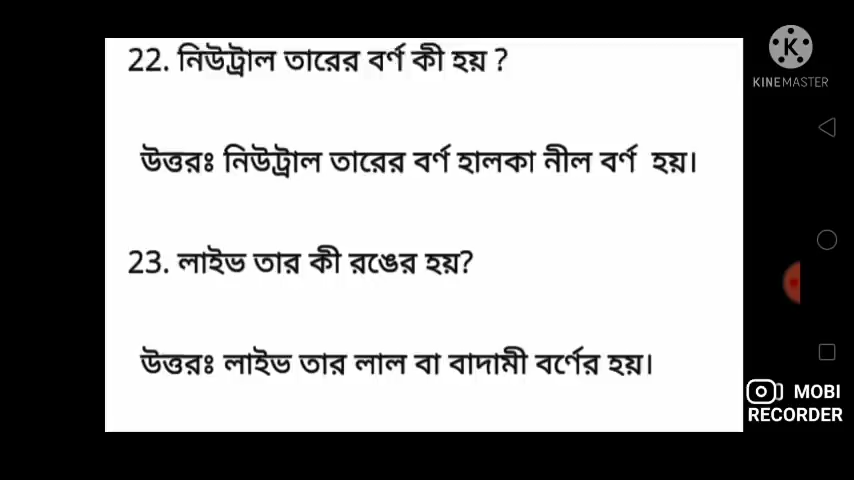 22. নিউট্রাল তারের বর্ণ কী হয় ?
উত্তরঃ নিউট্রাল তারের বর্ণ হালকা নীল বর্ণ হয়।
23. লাইভ তার কী রঙের হয়?
উত্তরঃ লাইভ তার লাল বা বাদামী বর্ণের হয়।
K
KINEMASTER
MOBI
RECORDER